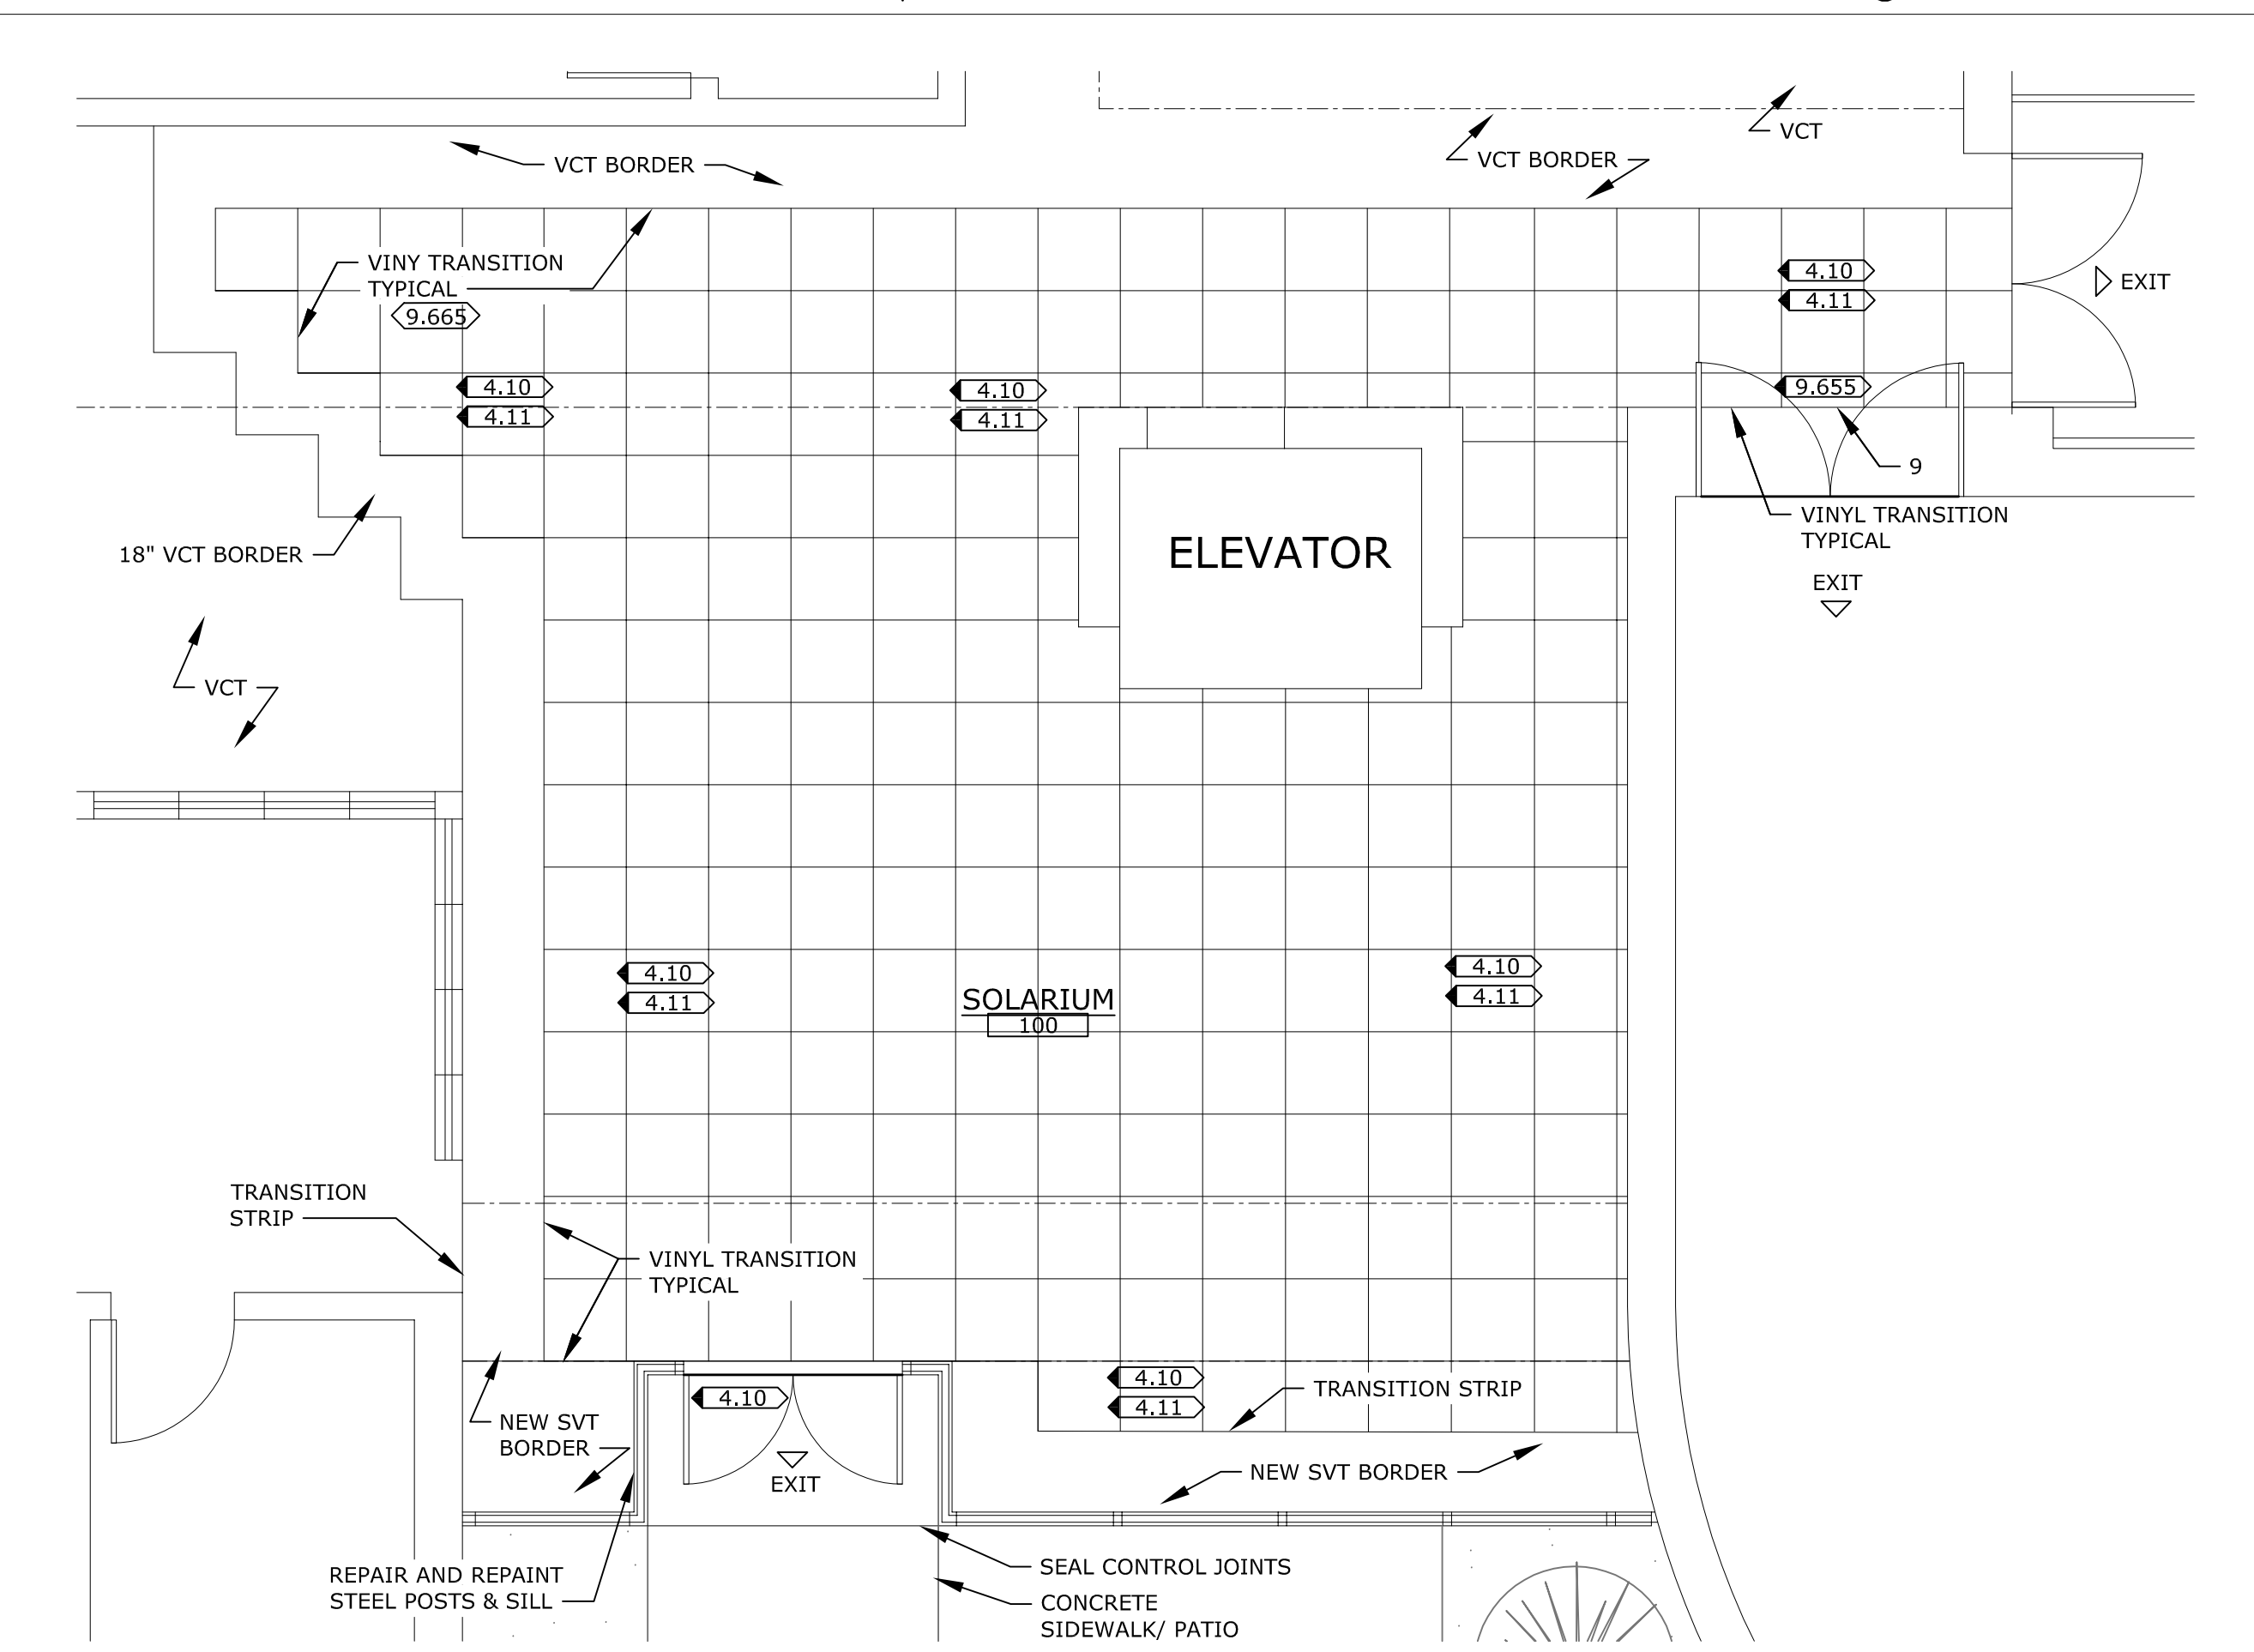 VCT
VCT BORDER
VCT BORDER
VINY TRANSITION
TYPICAL
4.10
4.11
EXIT
9.665
4.10
4.11
4.10
4.11
9.655
9
VINYL TRANSITION
TYPICAL
EXIT
18" VCT BORDER
ELEVATOR
VCT
4.10
4.11
SOLARIUM
100
4.10
4.11
TRANSITION
STRIP
VINYL TRANSITION
TYPICAL
4.10
4.10
4.11
TRANSITION STRIP
NEW SVT
BORDER
EXIT
NEW SVT BORDER
REPAIR AND REPAINT
STEEL POSTS & SILL
SEAL CONTROL JOINTS
CONCRETE
SIDEWALK/ PATIO